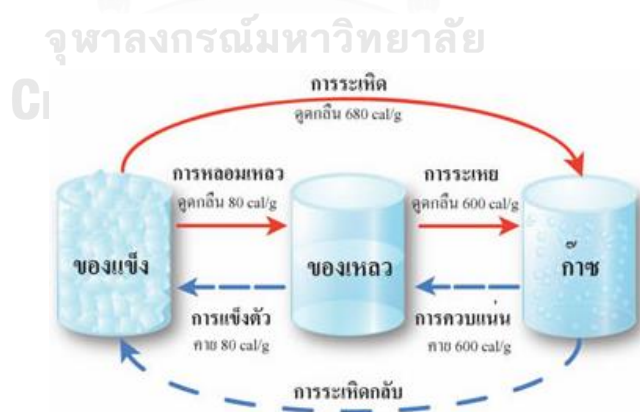 จุฬาลงกรณ์มหาวิทยาลัย
การระเหิด
ดูดกลืน 680 cal/g
การหลอมเหลว
ดูดกลืน 80 cal/g
การระเหย
ดูดกลืน 600 cal/g
ของแข็ง
ของเหลว
ก๊าซ
การแข็งตัว
คาย 80 cal/g
การควบแน่น
คาย 600 cal/g
การระเหิดกลับ